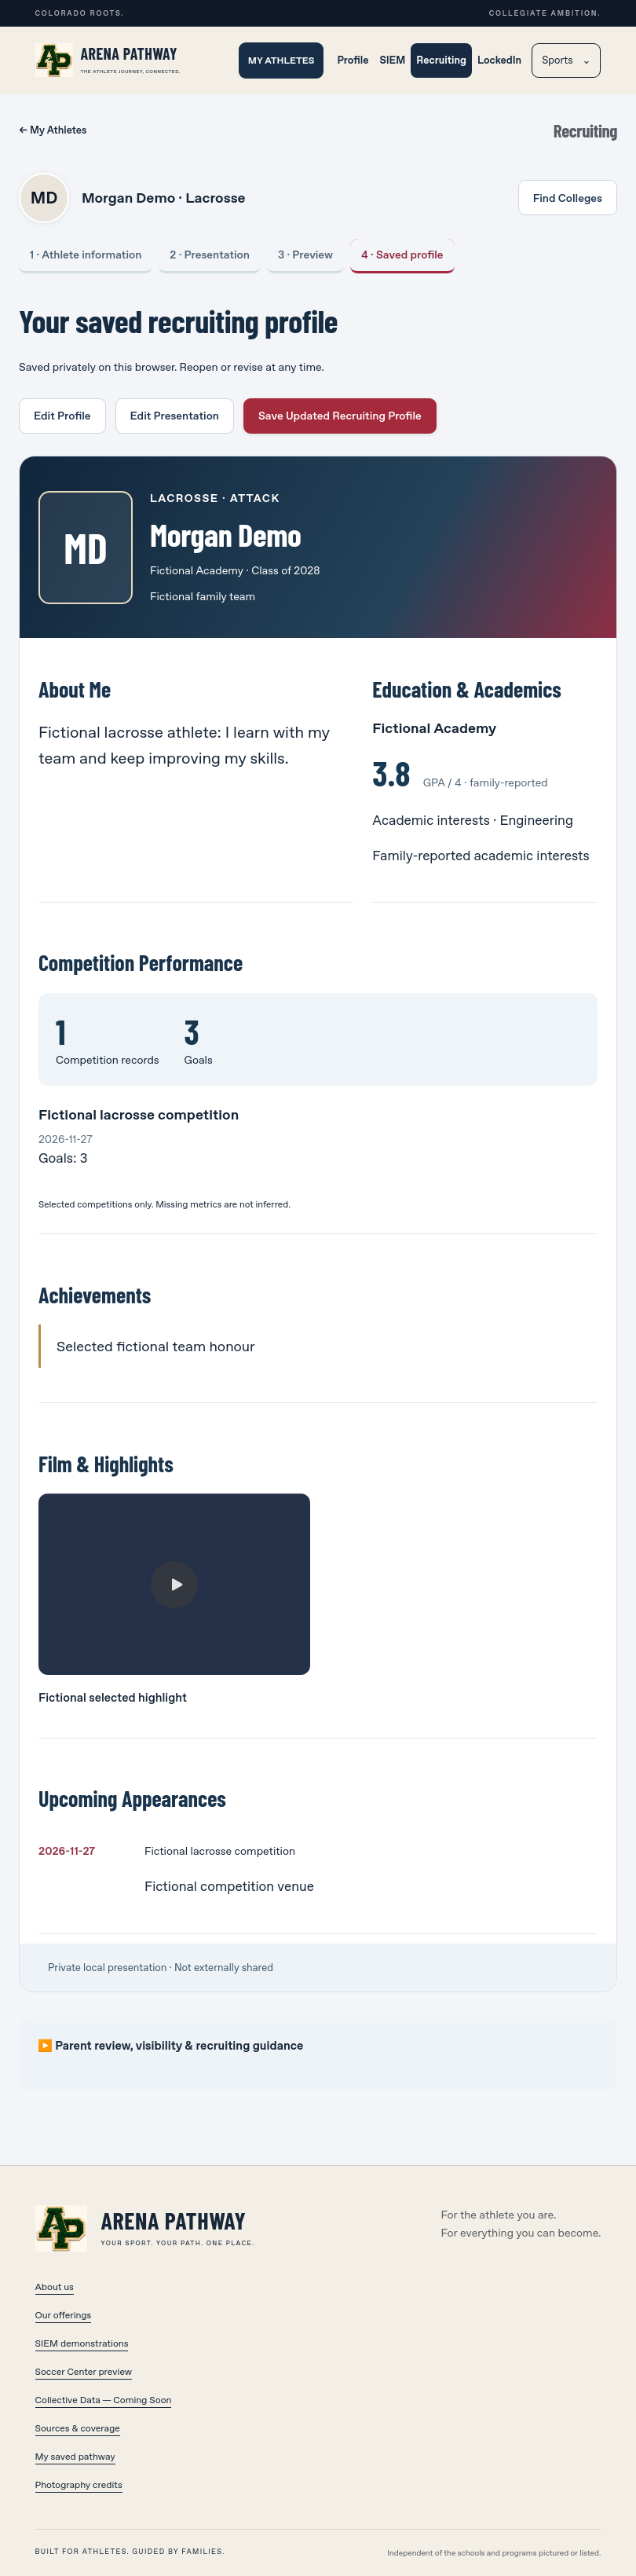 COLORADO ROOTS.
COLLEGIATE AMBITION.
AP
ARENA PATHWAY
THE ATHLETE JOURNEY, CONNECTED.
MY ATHLETES
Profile
SIEM
Recruiting
LockedIn
Sports
← My Athletes
Recruiting
MD
Morgan Demo · Lacrosse
Find Colleges
1 · Athlete information
2 · Presentation
3 · Preview
4 · Saved profile
Your saved recruiting profile
Saved privately on this browser. Reopen or revise at any time.
Edit Profile
Edit Presentation
Save Updated Recruiting Profile
MD
LACROSSE · ATTACK
Morgan Demo
Fictional Academy · Class of 2028
Fictional family team
About Me
Fictional lacrosse athlete: I learn with my
team and keep improving my skills.
Education & Academics
Fictional Academy
3.8 GPA / 4 · family-reported
Academic interests · Engineering
Family-reported academic interests
Competition Performance
1
Competition records
3
Goals
Fictional lacrosse competition
2026-11-27
Goals: 3
Selected competitions only. Missing metrics are not inferred.
Achievements
Selected fictional team honour
Film & Highlights
Fictional selected highlight
Upcoming Appearances
2026-11-27
Fictional lacrosse competition
Fictional competition venue
Private local presentation · Not externally shared
Parent review, visibility & recruiting guidance
AP
ARENA PATHWAY
YOUR SPORT. YOUR PATH. ONE PLACE.
For the athlete you are.
For everything you can become.
About us
Our offerings
SIEM demonstrations
Soccer Center preview
Collective Data — Coming Soon
Sources & coverage
My saved pathway
Photography credits
BUILT FOR ATHLETES. GUIDED BY FAMILIES.
Independent of the schools and programs pictured or listed.